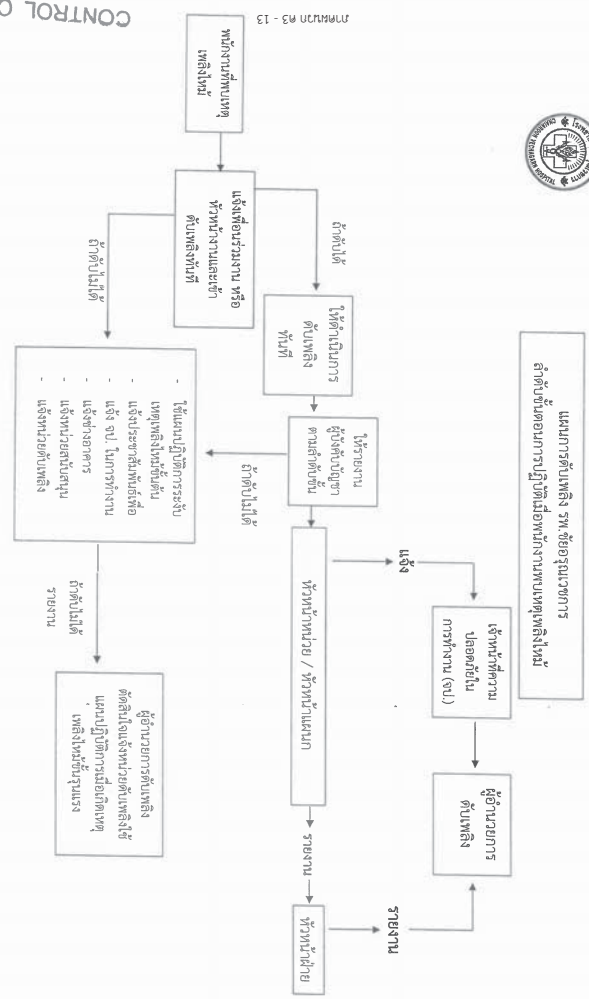 แผนการดับเพลิง รพ.ชัยอรุณเวชการ
ลำดับขั้นตอนการปฏิบัติเมื่อพนักงานพบเหตุเพลิงไหม้
พนักงานที่พบเหตุ
เพลิงไหม้
แจ้งเพื่อนร่วมงาน หรือ
หัวหน้างานและเข้า
ดับเพลิงทันที
ถ้าดับได้
ให้ดำเนินการ
ดับเพลิง
ทันที
ให้รายงาน
ผู้บังคับบัญชา
ตามลำดับขั้น
หัวหน้าหน่วย / หัวหน้าแผนก
แจ้ง
เจ้าหน้าที่ความ
ปลอดภัยใน
การทำงาน (จป.)
ผู้อำนวยการ
ดับเพลิง
รายงาน
หัวหน้าฝ่าย
รายงาน
ถ้าดับไม่ได้
ถ้าดับไม่ได้
- ใช้แผนปฏิบัติการระงับ
เหตุเพลิงไหม้ขั้นต้น
- แจ้งประชาสัมพันธ์เพื่อ
- แจ้ง จป. ในการทำงาน
- แจ้งช่างอาคาร
- แจ้งหน่วยสนับสนุน
- แจ้งหน่วยดับเพลิง
ถ้าดับไม่ได้
รายงาน
ผู้อำนวยการดับเพลิง
ตัดสินใจแจ้งหน่วยดับเพลิงใช้
แผนปฏิบัติการเมื่อเกิดเหตุ
เพลิงไหม้ขั้นรุนแรง
ภาคผนวก ค3 - 13
CONTROL